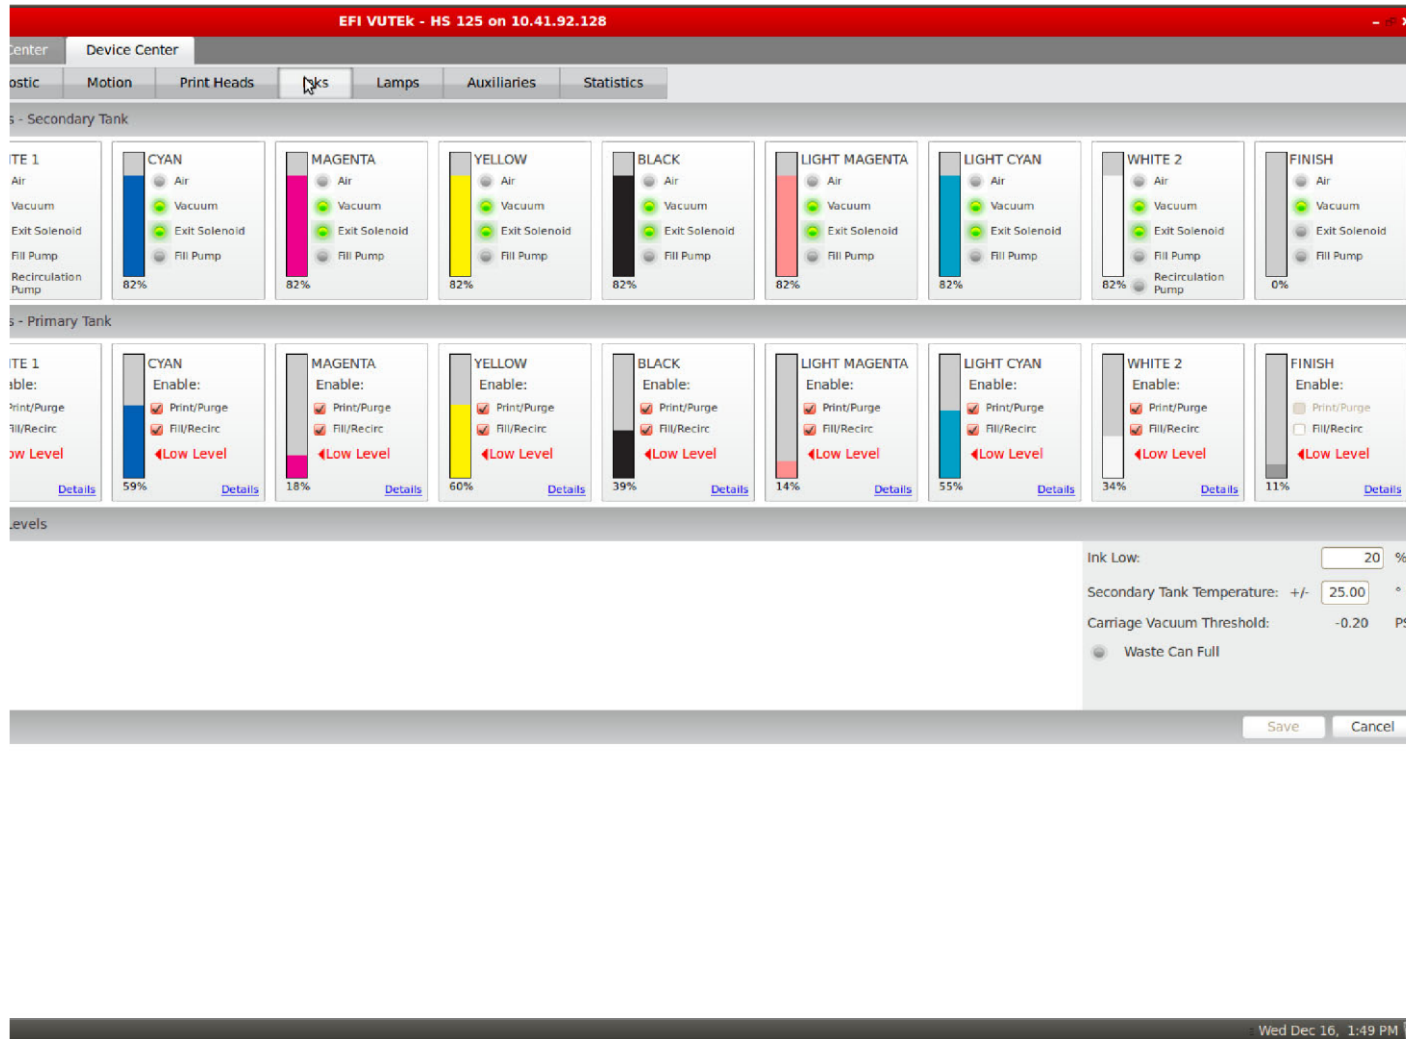 EFI VUTEk - HS 125 on 10.41.92.128
Center Device Center
ostic Motion Print Heads Inks Lamps Auxiliaries Statistics
s - Secondary Tank
ITE 1 CYAN MAGENTA YELLOW BLACK LIGHT MAGENTA LIGHT CYAN WHITE 2 FINISH
Air Air Air Air Air Air Air Air Air
Vacuum Vacuum Vacuum Vacuum Vacuum Vacuum Vacuum Vacuum Vacuum
Exit Solenoid Exit Solenoid Exit Solenoid Exit Solenoid Exit Solenoid Exit Solenoid Exit Solenoid Exit Solenoid Exit Solenoid
Fill Pump Fill Pump Fill Pump Fill Pump Fill Pump Fill Pump Fill Pump Fill Pump Fill Pump
Recirculation Recirculation
Pump 82% 82% 82% 82% 82% 82% 82% Pump 0%
s - Primary Tank
ITE 1 CYAN MAGENTA YELLOW BLACK LIGHT MAGENTA LIGHT CYAN WHITE 2 FINISH
able: Enable: Enable: Enable: Enable: Enable: Enable: Enable: Enable:
Print/Purge Print/Purge Print/Purge Print/Purge Print/Purge Print/Purge Print/Purge Print/Purge Print/Purge
ill/Recirc Fill/Recirc Fill/Recirc Fill/Recirc Fill/Recirc Fill/Recirc Fill/Recirc Fill/Recirc Fill/Recirc
ow Level Low Level Low Level Low Level Low Level Low Level Low Level Low Level Low Level
Details 59% Details 18% Details 60% Details 39% Details 14% Details 55% Details 34% Details 11% Details
Levels
Ink Low: 20 %
Secondary Tank Temperature: +/- 25.00 °
Carriage Vacuum Threshold: -0.20 PS
Waste Can Full
Save Cancel
Wed Dec 16, 1:49 PM